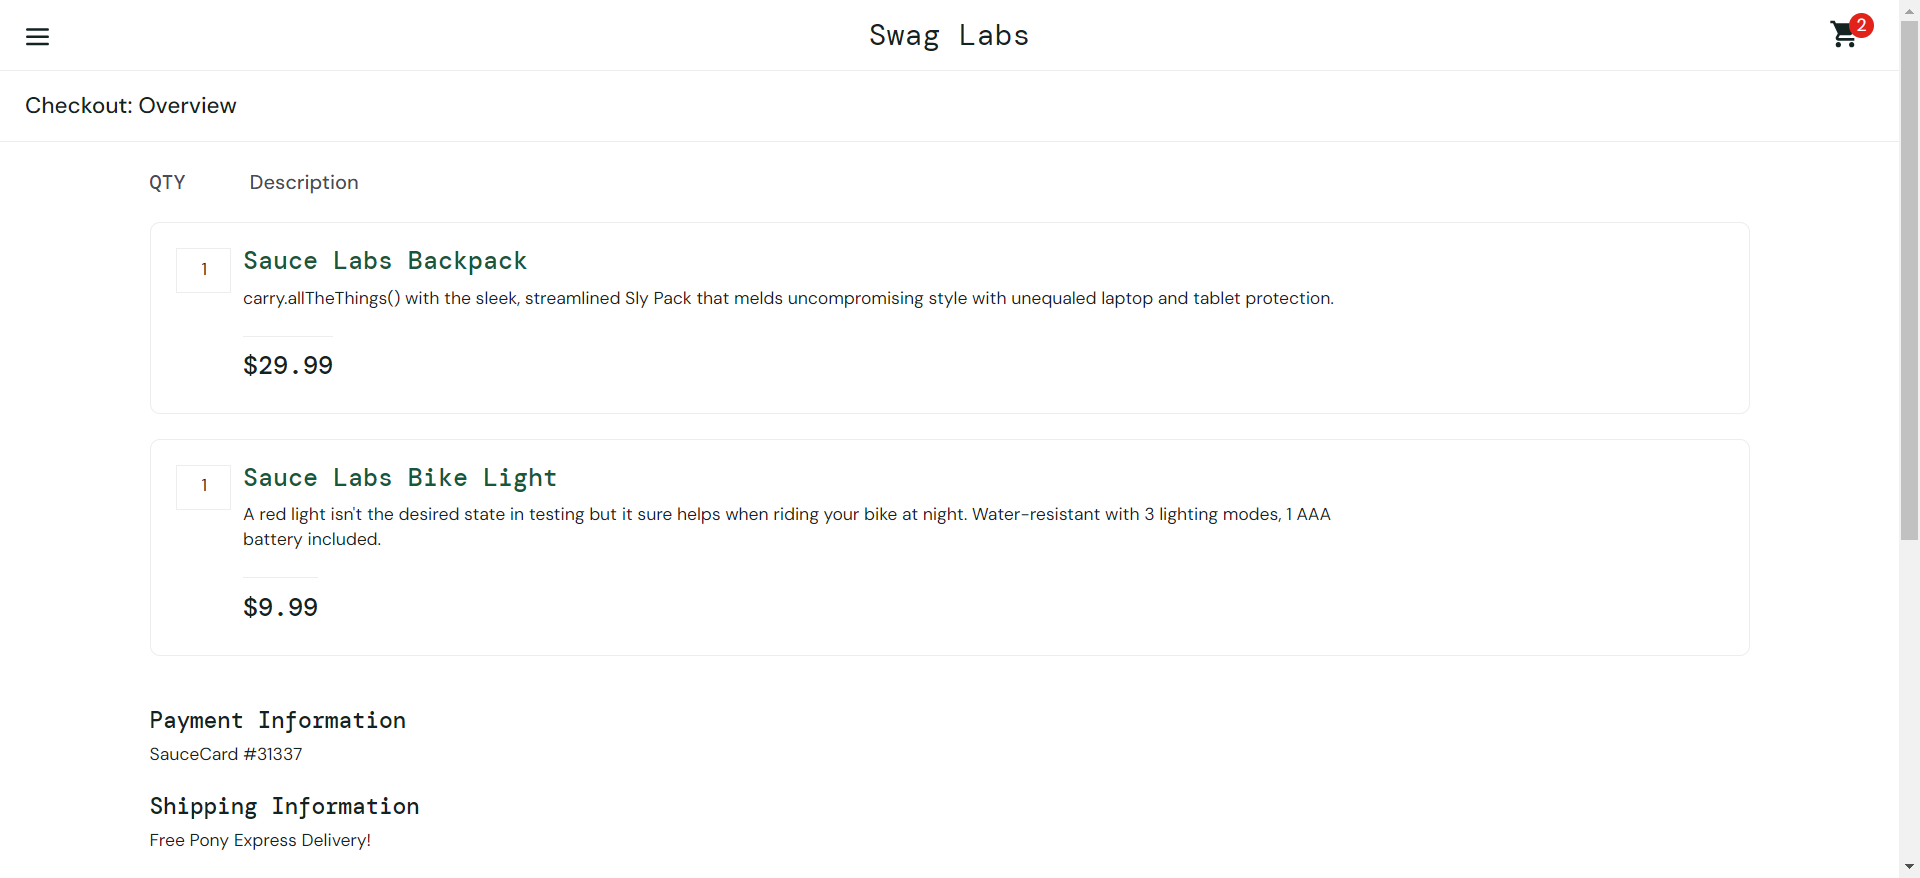 Swag Labs
2
Checkout: Overview
QTY Description
1
Sauce Labs Backpack
carry.allTheThings() with the sleek, streamlined Sly Pack that melds uncompromising style with unequaled laptop and tablet protection.
$29.99
1
Sauce Labs Bike Light
A red light isn't the desired state in testing but it sure helps when riding your bike at night. Water-resistant with 3 lighting modes, 1 AAA
battery included.
$9.99
Payment Information
SauceCard #31337
Shipping Information
Free Pony Express Delivery!